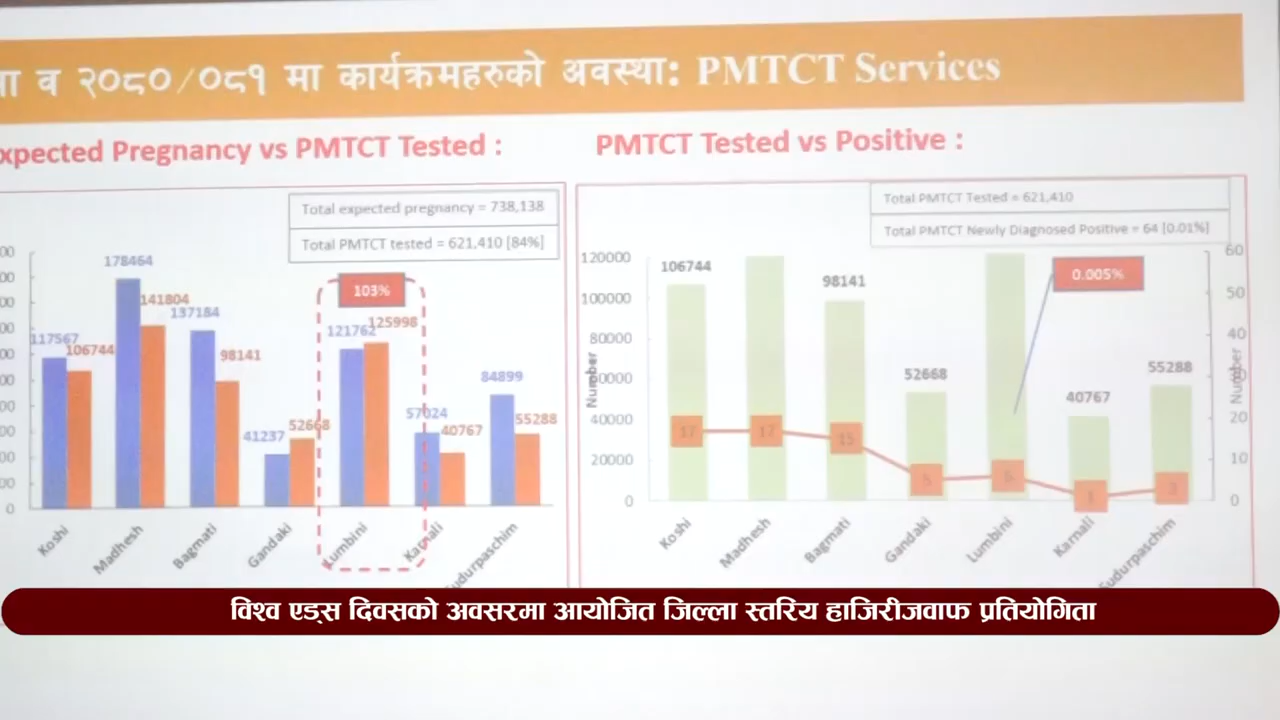 व २०८०/०८१ मा कार्यक्रमहरुको अवस्था: PMTCT Services
xpected Pregnancy vs PMTCT Tested :
Total expected pregnancy = 738,138
Total PMTCT tested = 621,410 [84%]
178464
141804
137184
117567
106744
98141
41237
52668
103%
121762
125998
57024
40767
84899
55288
0
Koshi
Madhesh
Bagmati
Gandaki
Lumbini
Karnali
udurpaschim
PMTCT Tested vs Positive :
Total PMTCT Tested = 621,410
Total PMTCT Newly Diagnosed Positive = 64 [0.01%]
120000
100000
80000
60000
40000
20000
0
Number
106744
98141
52668
40767
55288
0.005%
17
17
15
5
6
1
3
60
50
40
30
20
10
0
Number
Koshi
Madhesh
Bagmati
Gandaki
Lumbini
Karnali
udurpaschim
विश्व एड्स दिवसको अवसरमा आयोजित जिल्ला स्तरिय हाजिरीजवाफ प्रतियोगिता